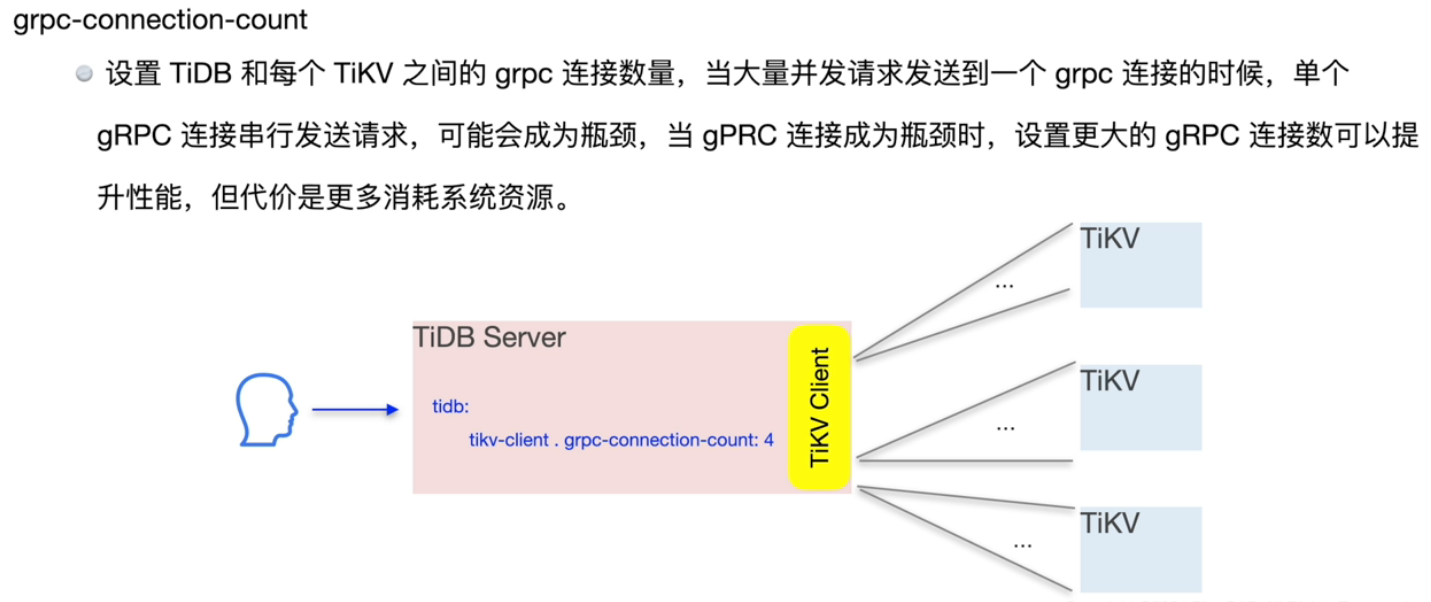 grpc-connection-count
设置 TiDB 和每个 TiKV 之间的 grpc 连接数量，当大量并发请求发送到一个 grpc 连接的时候，单个
gRPC 连接串行发送请求，可能会成为瓶颈，当 gPRC 连接成为瓶颈时，设置更大的 gRPC 连接数可以提
升性能，但代价是更多消耗系统资源。
TiKV
...
TiDB Server
TiKV Client
tidb:
tikv-client . grpc-connection-count: 4
TiKV
...
TiKV
...